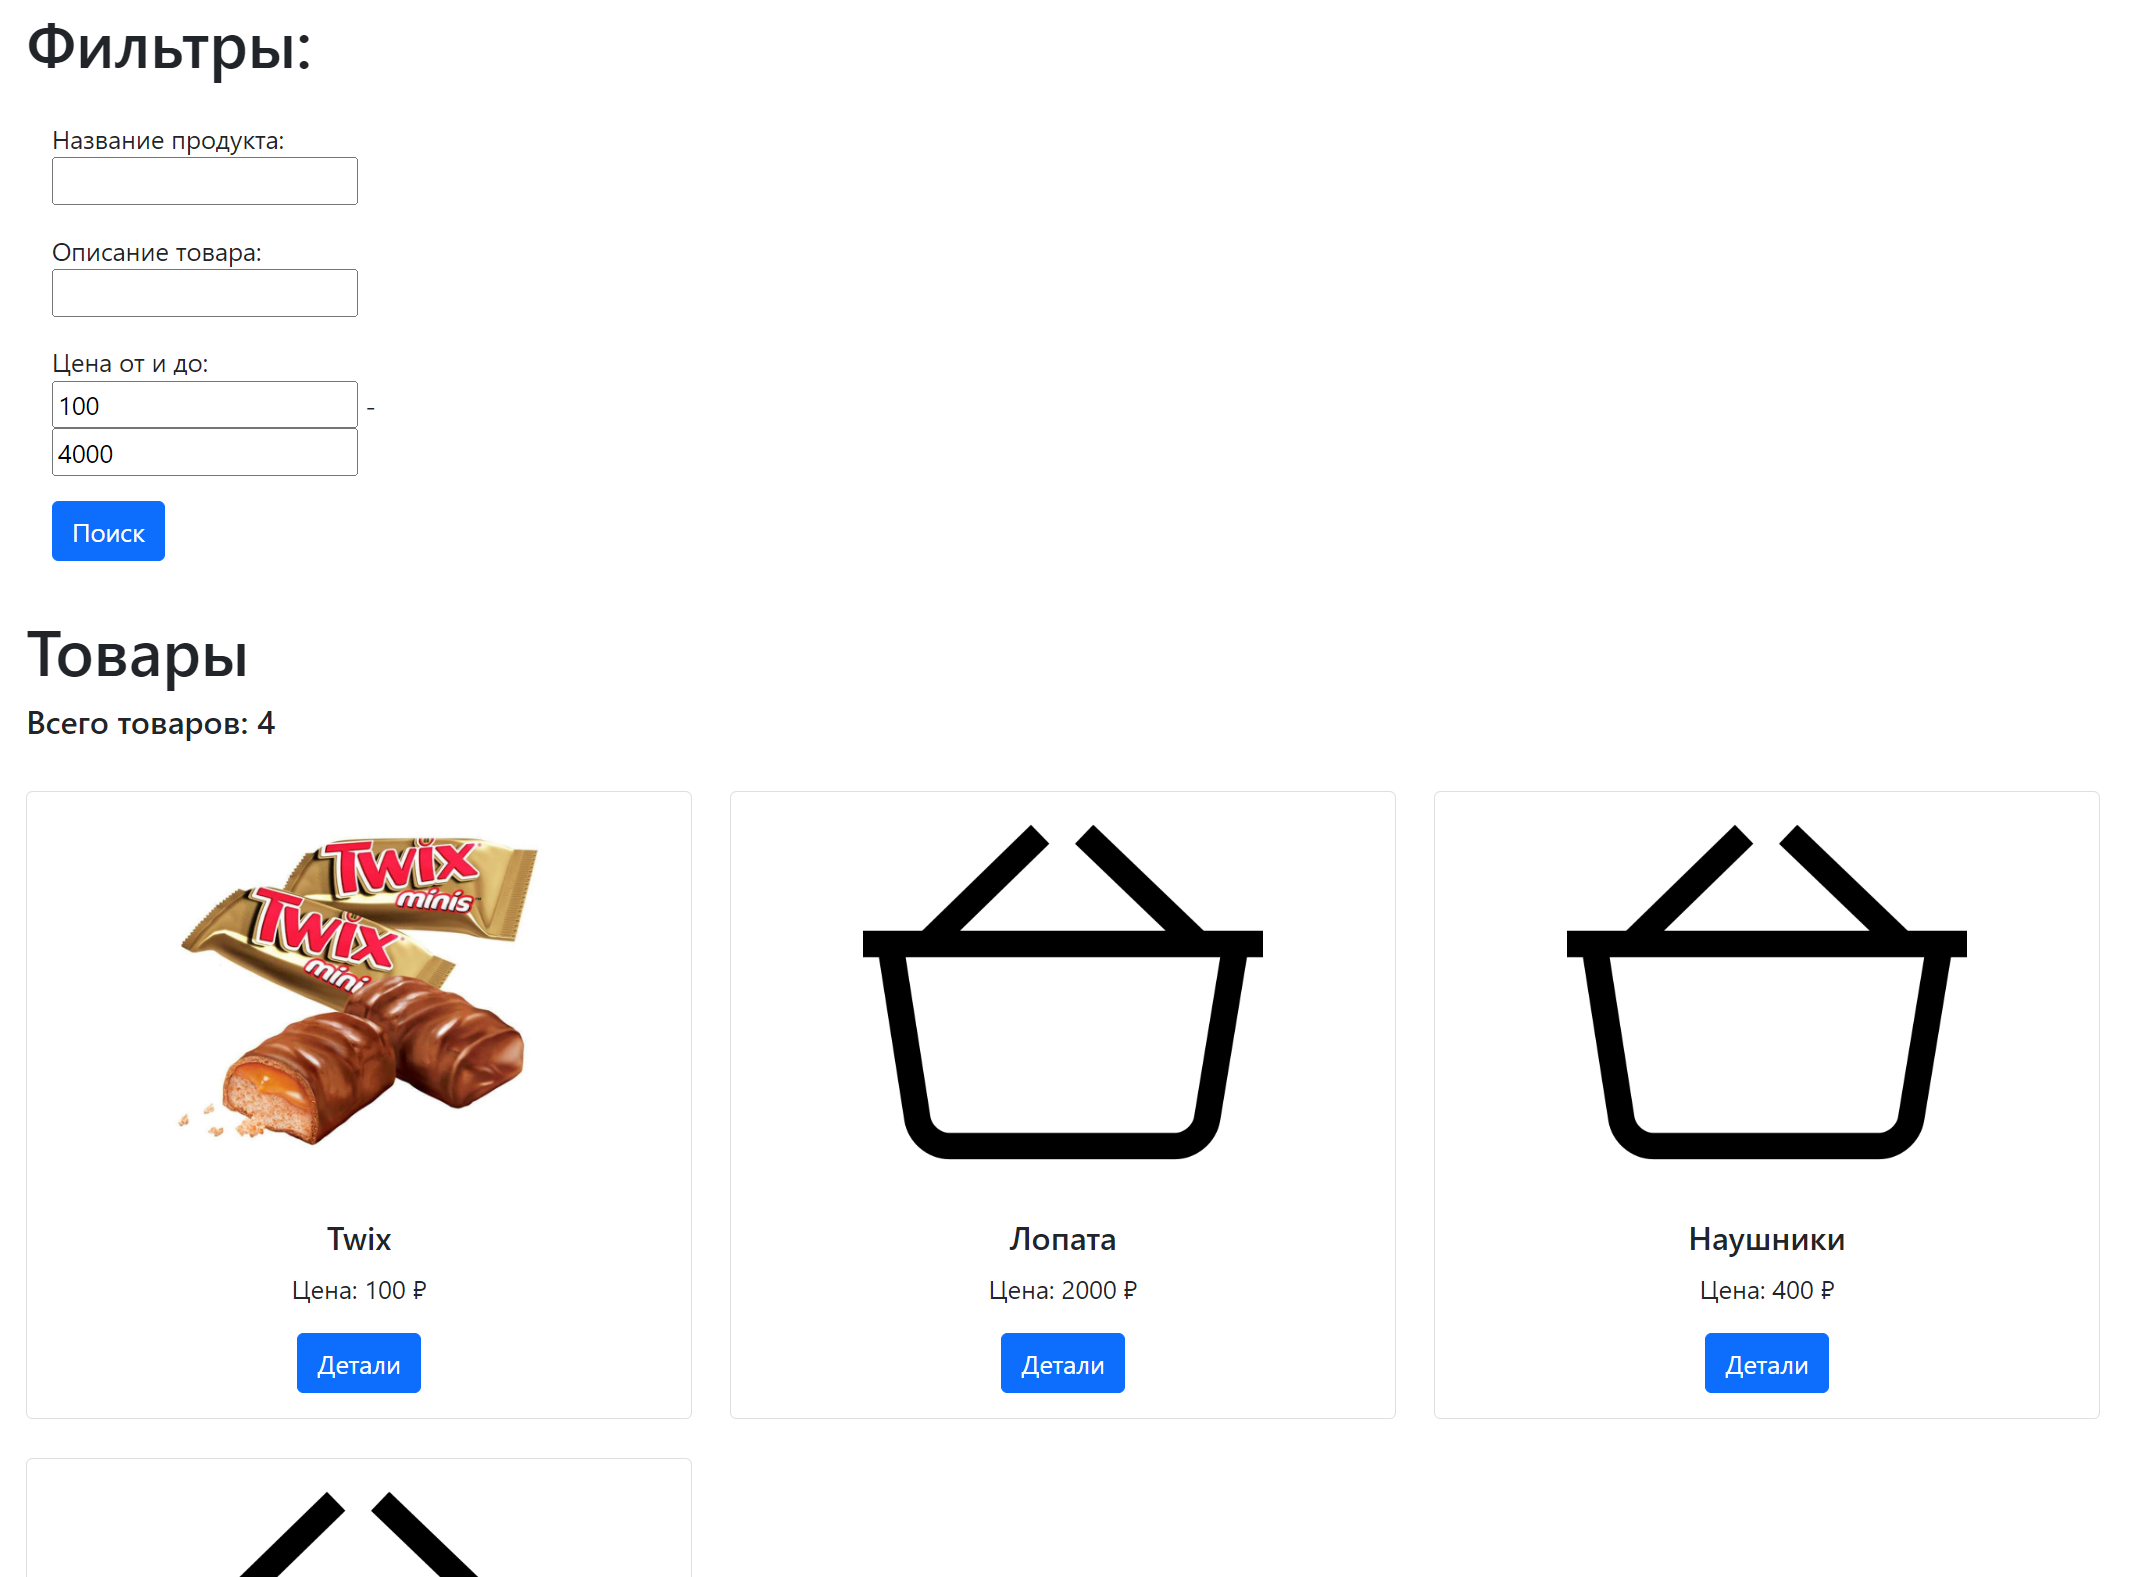 Фильтры:
Название продукта:
Описание товара:
Цена от и до:
100 -
4000
Поиск
Товары
Всего товаров: 4
Twix
minis
Twix
mini
Twix
Цена: 100 ₽
Детали
Лопата
Цена: 2000 ₽
Детали
Наушники
Цена: 400 ₽
Детали